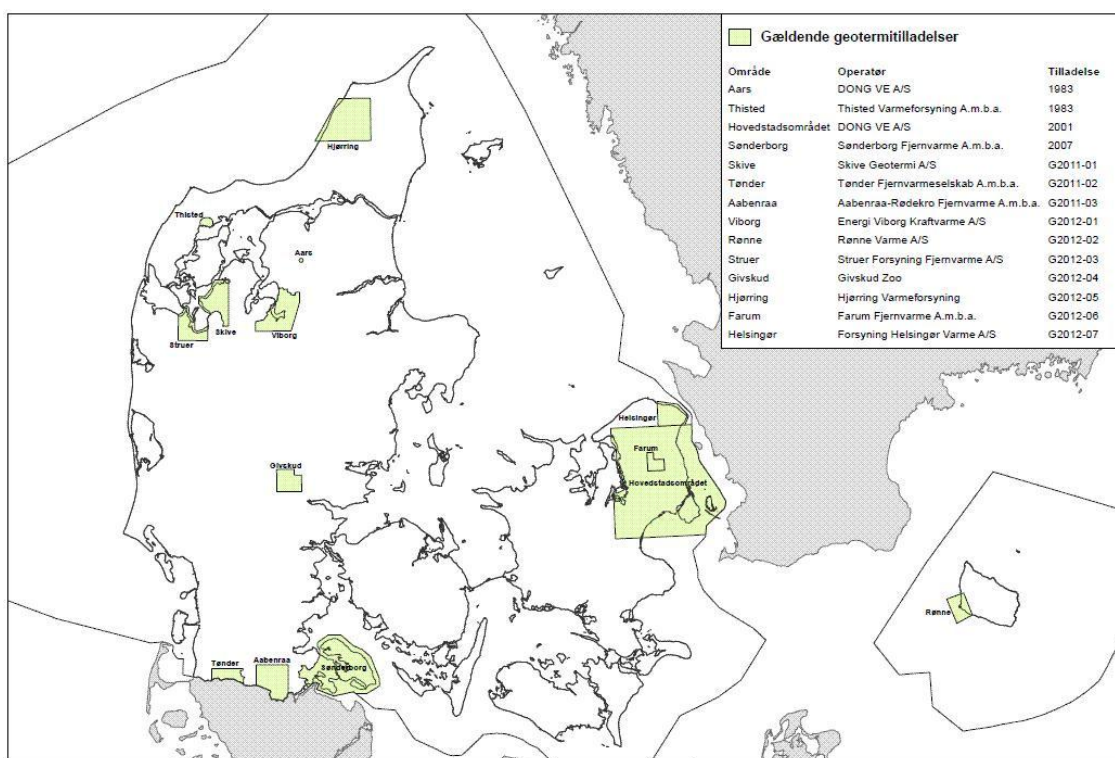 Gældende geotermitilladelser
Område Operatør Tilladelse
Aars DONG VE A/S 1983
Thisted Thisted Varmeforsyning A.m.b.a. 1983
Hovedstadsområdet DONG VE A/S 2001
Sønderborg Sønderborg Fjernvarme A.m.b.a. 2007
Skive Skive Geotermi A/S G2011-01
Tønder Tønder Fjernvarmeselskab A.m.b.a. G2011-02
Aabenraa Aabenraa-Rødekro Fjernvarme A.m.b.a. G2011-03
Viborg Energi Viborg Kraftvarme A/S G2012-01
Rønne Rønne Varme A/S G2012-02
Struer Struer Forsyning Fjernvarme A/S G2012-03
Givskud Givskud Zoo G2012-04
Hjørring Hjørring Varmeforsyning G2012-05
Farum Farum Fjernvarme A.m.b.a. G2012-06
Helsingør Forsyning Helsingør Varme A/S G2012-07
Hjørring
Thisted
Aars
Skive
Viborg
Struer
Helsingør
Farum
Givskud
Hovedstadsområdet
Rønne
Tønder
Aabenraa
Sønderborg